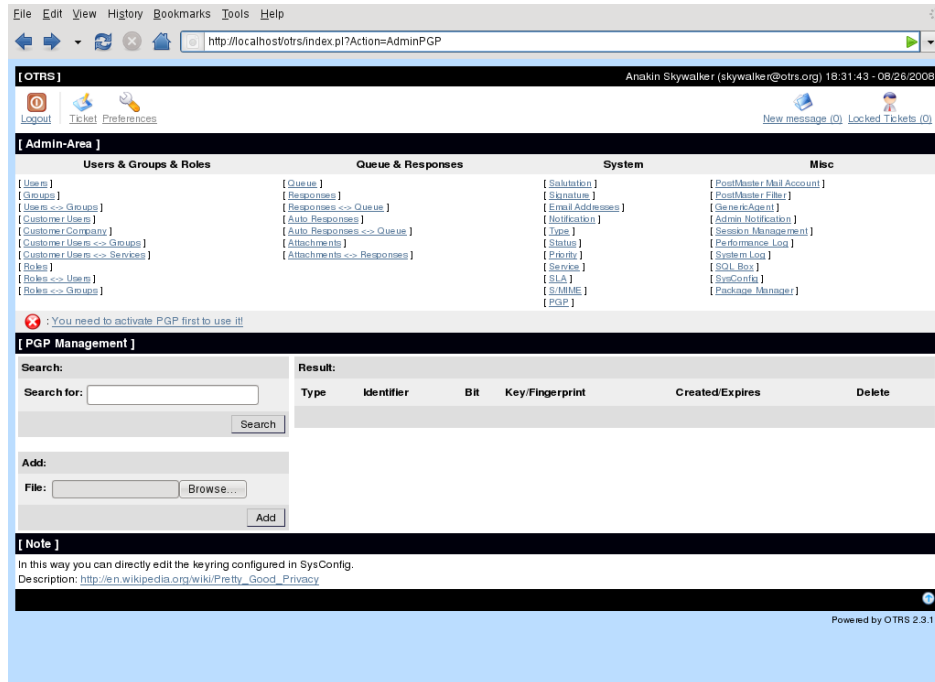 File Edit View History Bookmarks Tools Help
http://localhost/otrs/index.pl?Action=AdminPGP
[ OTRS ] Anakin Skywalker (skywalker@otrs.org) 18:31:43 - 08/26/2008
Logout Ticket Preferences New message (0) Locked Tickets (0)
[ Admin-Area ]
Users & Groups & Roles Queue & Responses System Misc
[ Users ] [ Queue ] [ Salutation ] [ PostMaster Mail Account ]
[ Groups ] [ Responses ] [ Signature ] [ PostMaster Filter ]
[ Users <-> Groups ] [ Responses <-> Queue ] [ Email Addresses ] [ GenericAgent ]
[ Customer Users ] [ Auto Responses ] [ Notification ] [ Admin Notification ]
[ Customer Company ] [ Auto Responses <-> Queue ] [ Type ] [ Session Management ]
[ Customer Users <-> Groups ] [ Attachments ] [ Status ] [ Performance Log ]
[ Customer Users <-> Services ] [ Attachments <-> Responses ] [ Priority ] [ System Log ]
[ Roles ] [ Service ] [ SQL Box ]
[ Roles <-> Users ] [ SLA ] [ SysConfig ]
[ Roles <-> Groups ] [ S/MIME ] [ Package Manager ]
[ PGP ]
: You need to activate PGP first to use it!
[ PGP Management ]
Search: Result:
Search for: Type Identifier Bit Key/Fingerprint Created/Expires Delete
Search
Add:
File: Browse...
Add
[ Note ]
In this way you can directly edit the keyring configured in SysConfig.
Description: http://en.wikipedia.org/wiki/Pretty_Good_Privacy
Powered by OTRS 2.3.1